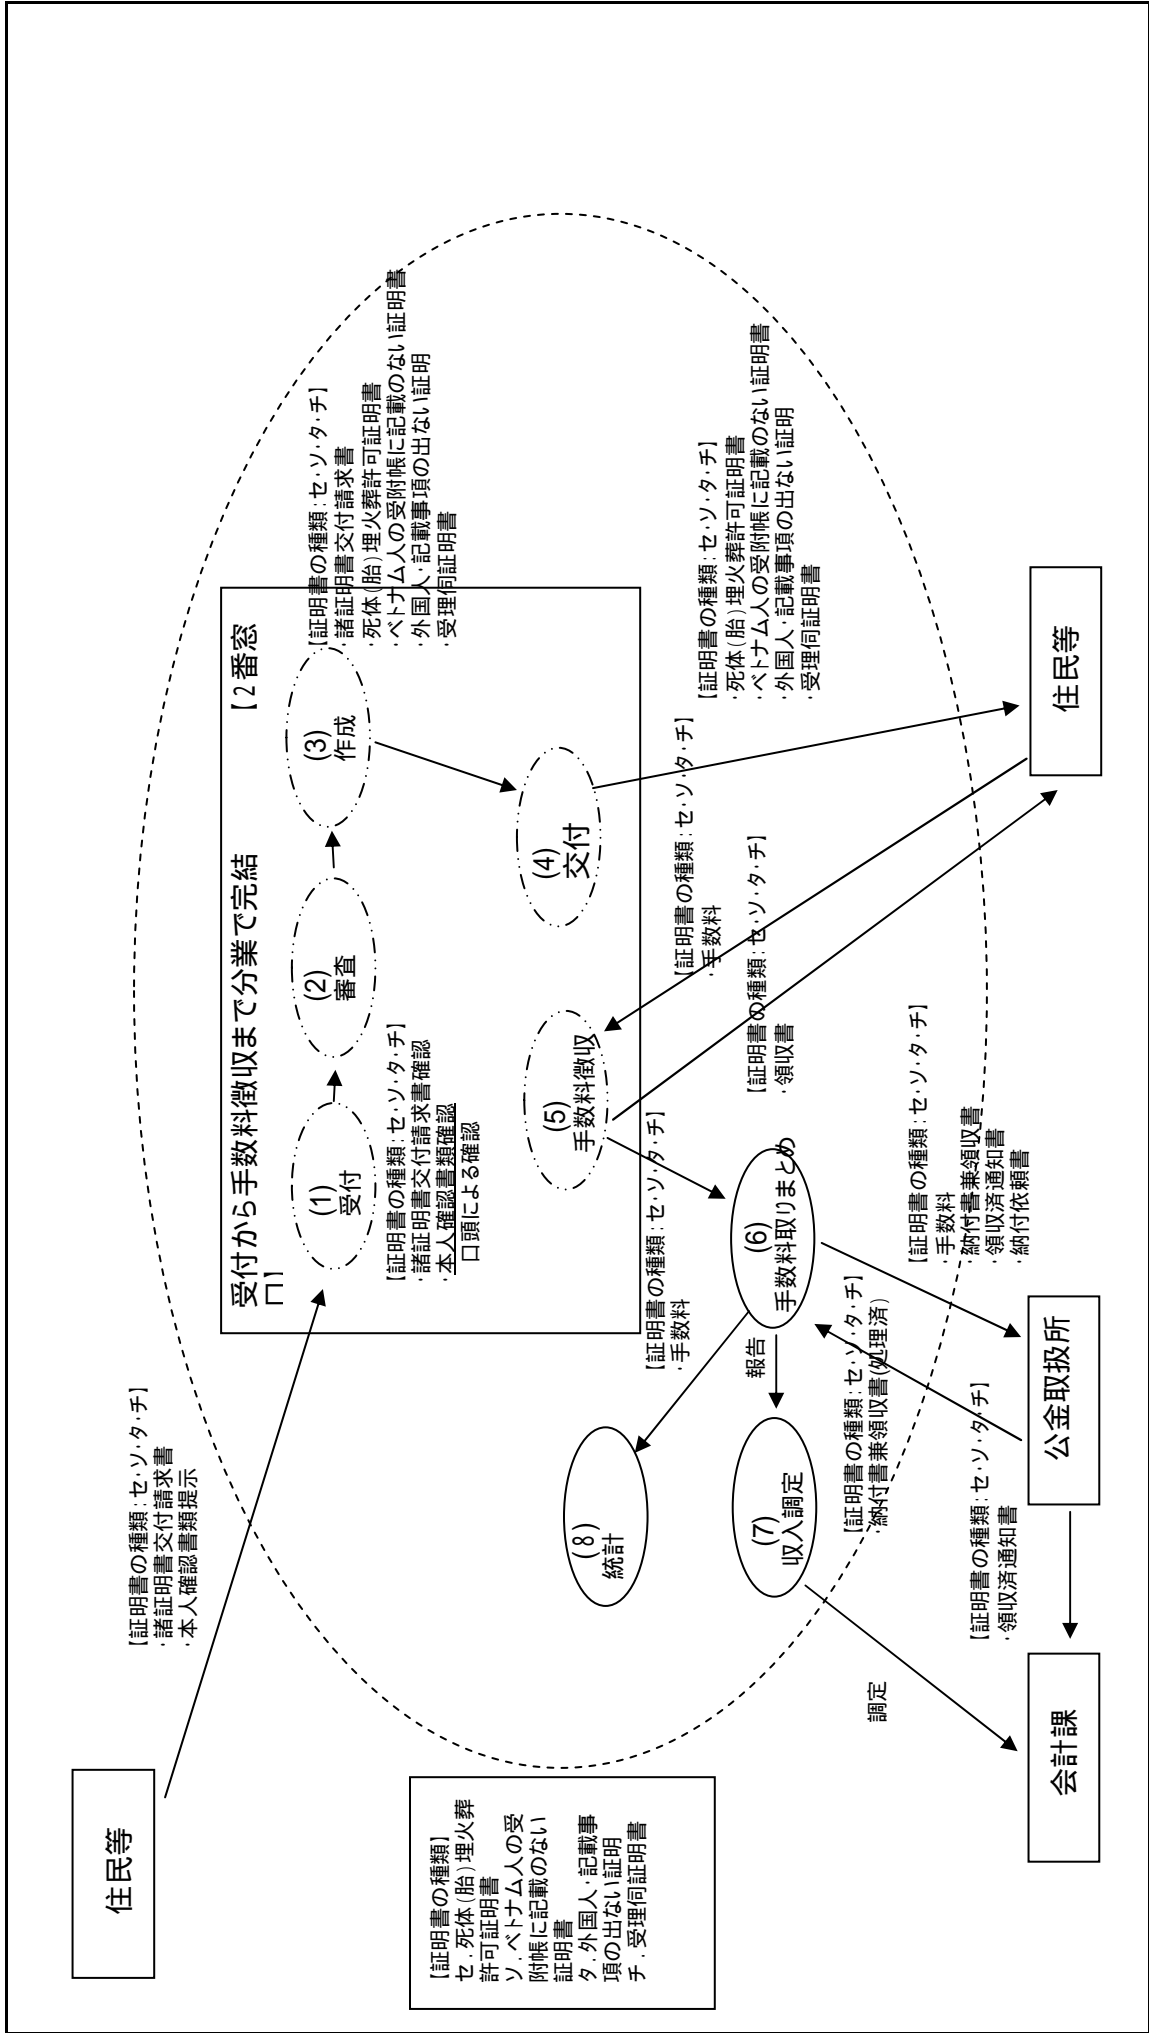 住民等
【証明書の種類:セ・ソ・タ・チ】
・諸証明書交付請求書
・本人確認書類提示
受付から手数料徴収まで分業で完結
【２番窓
口】
(1)
受付
(2)
審査
(3)
作成
【証明書の種類:セ・ソ・タ・チ】
・諸証明書交付請求書確認
・本人確認書類確認
口頭による確認
【証明書の種類:セ・ソ・タ・チ】
・諸証明書交付請求書
・死体(胎)埋火葬許可証明書
・ベトナム人の受附帳に記載のない証明書
・外国人・記載事項の出ない証明
・受理伺証明書
(4)
交付
(5)
手数料徴収
【証明書の種類:セ・ソ・タ・チ】
・死体(胎)埋火葬許可証明書
・ベトナム人の受附帳に記載のない証明書
・外国人・記載事項の出ない証明
・受理伺証明書
【証明書の種類:セ・ソ・タ・チ】
・手数料
【証明書の種類:セ・ソ・タ・チ】
・領収書
【証明書の種類:セ・ソ・タ・チ】
・手数料
(6)
手数料取りまとめ
報告
(7)
収入調定
(８)
統計
【証明書の種類:セ・ソ・タ・チ】
・手数料
・納付書兼領収書
・領収済通知書
・納付依頼書
【証明書の種類:セ・ソ・タ・チ】
・納付書兼領収書(処理済)
【証明書の種類:セ・ソ・タ・チ】
・領収済通知書
調定
【証明書の種類】
セ．死体(胎)埋火葬
許可証明書
ソ．ベトナム人の受
附帳に記載のない
証明書
タ．外国人・記載事
項の出ない証明
チ．受理伺証明書
会計課
公金取扱所
住民等